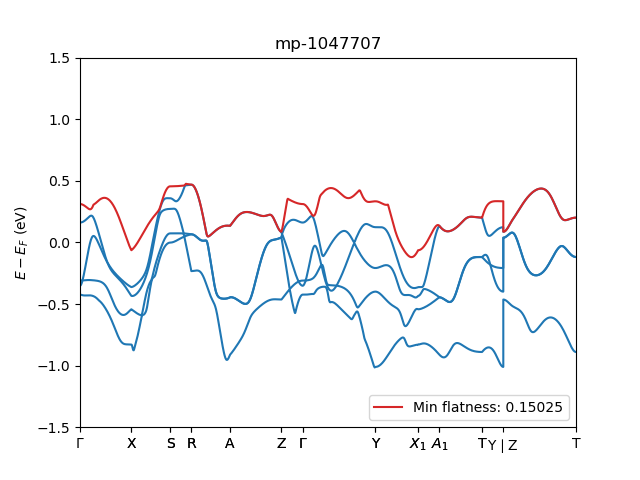 mp-1047707
E − E_F (eV)
1.5
1.0
0.5
0.0
−0.5
−1.0
−1.5
Min flatness: 0.15025
Γ X S R A Z Γ Y X₁ A₁ T Y | Z T